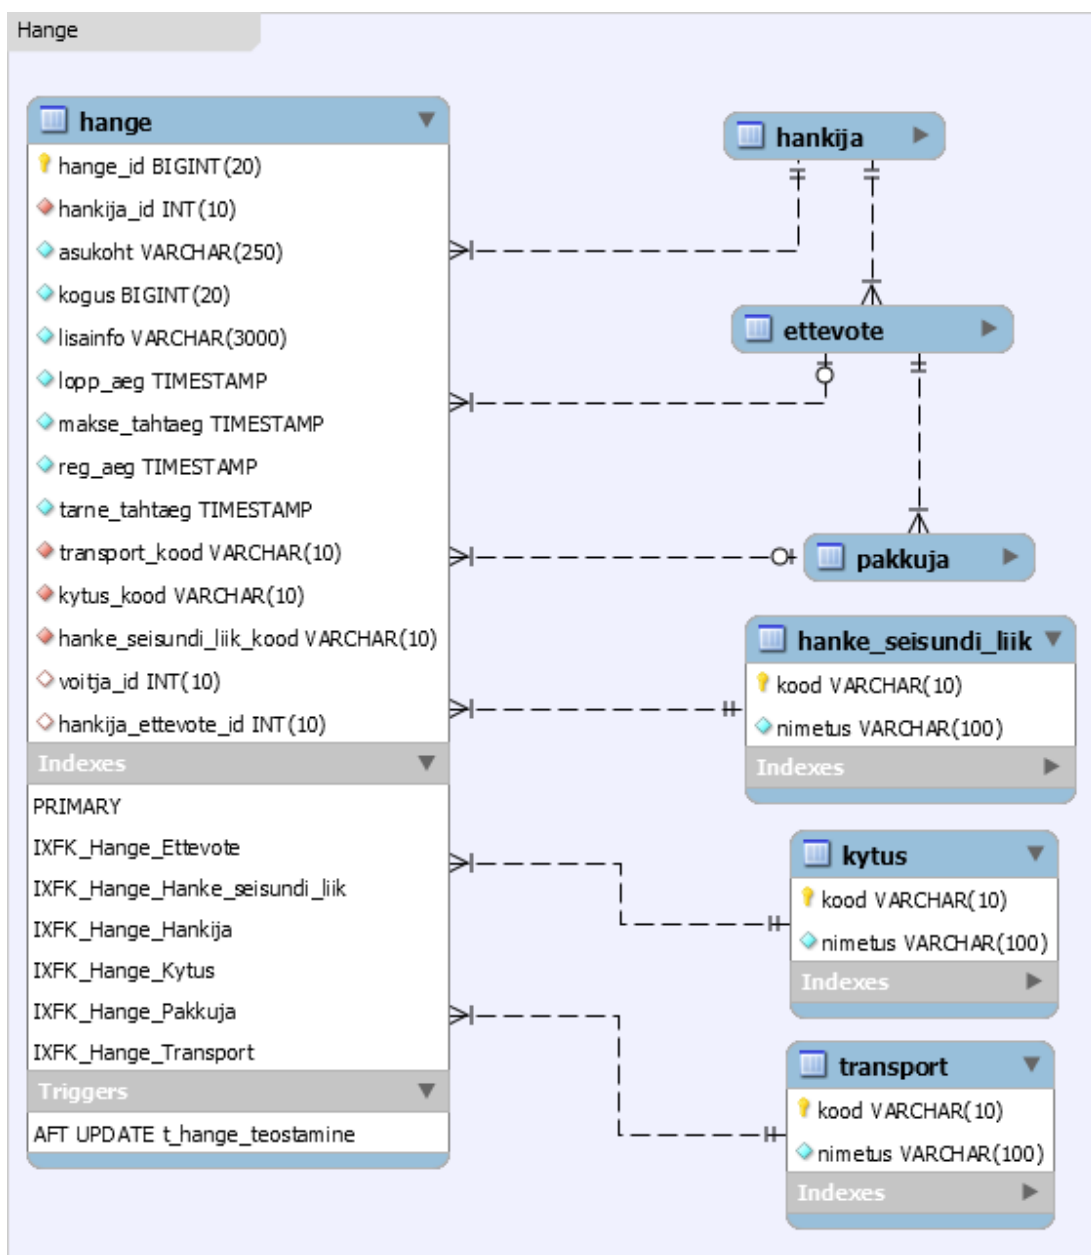 Hange
hange
hange_id BIGINT(20)
hankija_id INT(10)
asukoht VARCHAR(250)
kogus BIGINT(20)
lisainfo VARCHAR(3000)
lopp_aeg TIMESTAMP
makse_tahtaeg TIMESTAMP
reg_aeg TIMESTAMP
tarne_tahtaeg TIMESTAMP
transport_kood VARCHAR(10)
kytus_kood VARCHAR(10)
hanke_seisundi_liik_kood VARCHAR(10)
voitja_id INT(10)
hankija_ettevote_id INT(10)
Indexes
PRIMARY
IXFK_Hange_Ettevote
IXFK_Hange_Hanke_seisundi_liik
IXFK_Hange_Hankija
IXFK_Hange_Kytus
IXFK_Hange_Pakkuja
IXFK_Hange_Transport
Triggers
AFT UPDATE t_hange_teostamine
hankija
ettevote
pakkuja
hanke_seisundi_liik
kood VARCHAR(10)
nimetus VARCHAR(100)
Indexes
kytus
kood VARCHAR(10)
nimetus VARCHAR(100)
Indexes
transport
kood VARCHAR(10)
nimetus VARCHAR(100)
Indexes